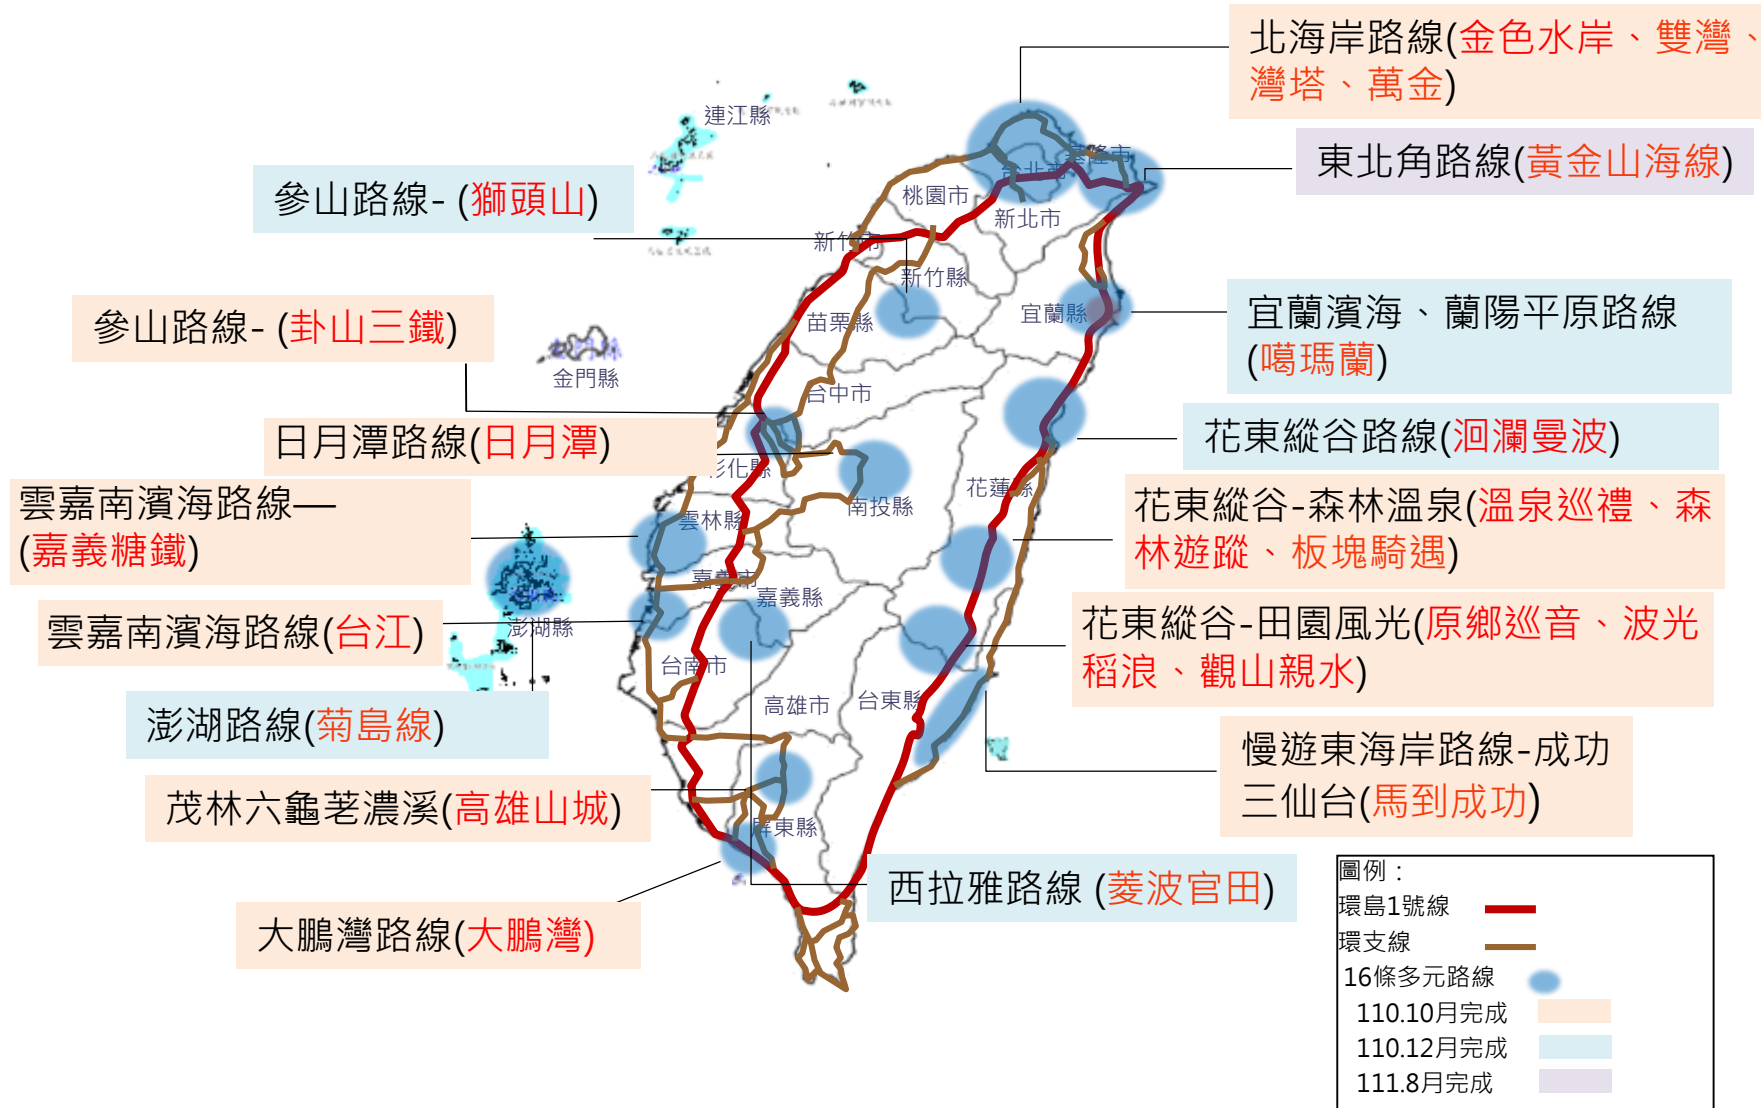 北海岸路線(金色水岸、雙灣、
灣塔、萬金)
東北角路線(黃金山海線)
參山路線- (獅頭山)
宜蘭濱海、蘭陽平原路線
(噶瑪蘭)
參山路線- (卦山三鐵)
花東縱谷路線(洄瀾曼波)
日月潭路線(日月潭)
花東縱谷-森林溫泉(溫泉巡禮、森
林遊蹤、板塊騎遇)
雲嘉南濱海路線—
(嘉義糖鐵)
雲嘉南濱海路線(台江)
花東縱谷-田園風光(原鄉巡音、波光
稻浪、觀山親水)
澎湖路線(菊島線)
慢遊東海岸路線-成功
三仙台(馬到成功)
茂林六龜荖濃溪(高雄山城)
西拉雅路線 (菱波官田)
大鵬灣路線(大鵬灣)
連江縣
基隆市
台北市
桃園市
新北市
新竹市
新竹縣
宜蘭縣
苗栗縣
金門縣
台中市
彰化縣
南投縣
花蓮縣
雲林縣
嘉義市
嘉義縣
澎湖縣
台南市
高雄市
台東縣
屏東縣
圖例：
環島1號線
環支線
16條多元路線
110.10月完成
110.12月完成
111.8月完成